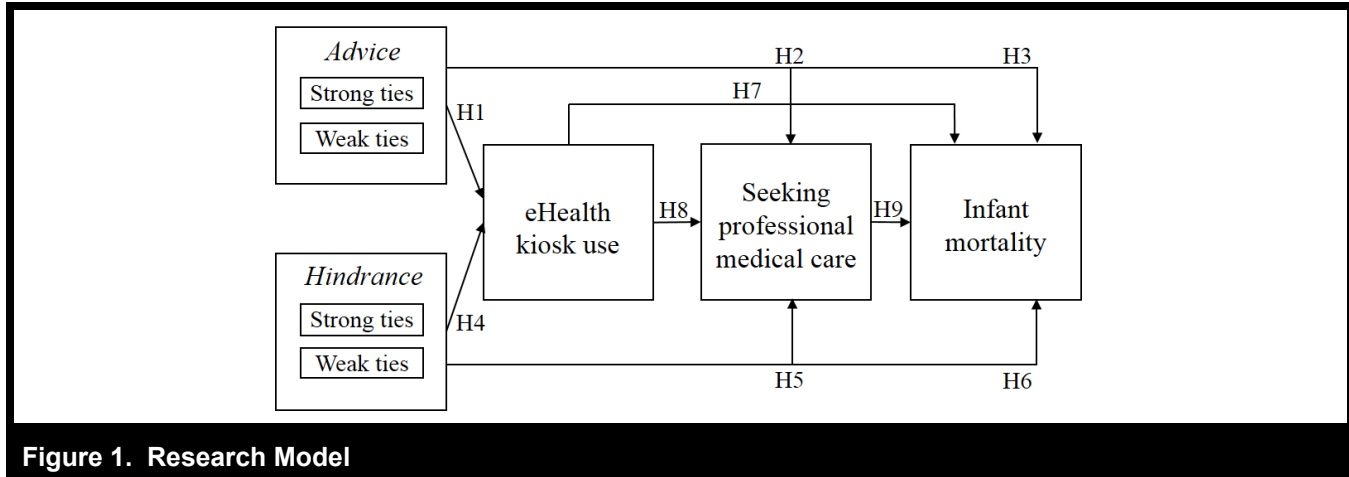 Advice
Strong ties
Weak ties
H1
H2
H3
H7
eHealth
kiosk use
H8
Seeking
professional
medical care
H9
Infant
mortality
Hindrance
Strong ties
Weak ties
H4
H5
H6
Figure 1. Research Model